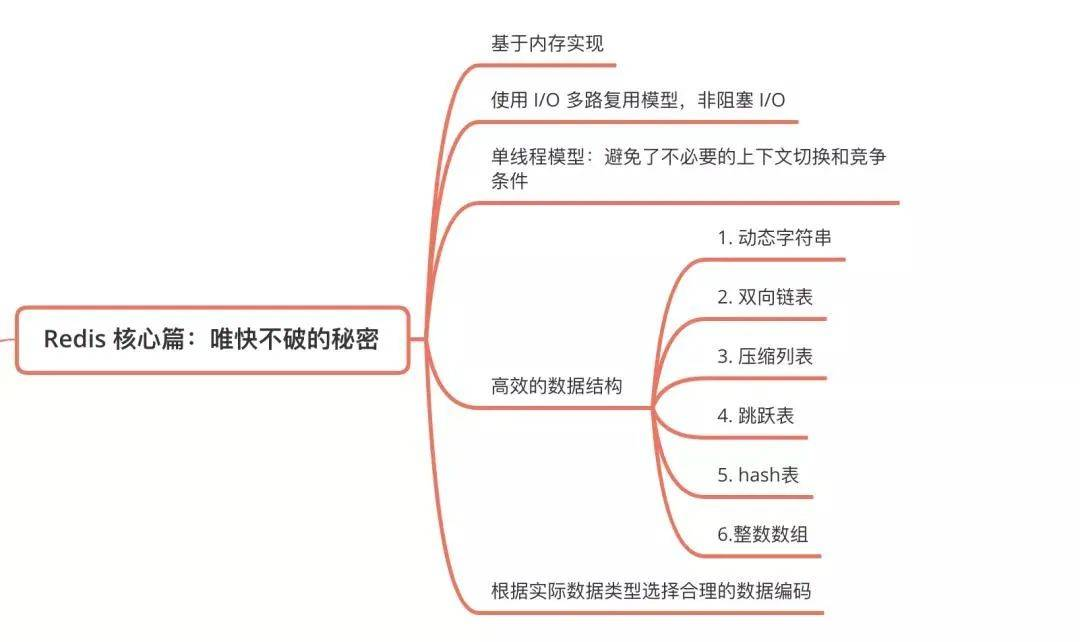 基于内存实现
使用 I/O 多路复用模型，非阻塞 I/O
单线程模型：避免了不必要的上下文切换和竞争
条件
Redis 核心篇：唯快不破的秘密
高效的数据结构
1. 动态字符串
2. 双向链表
3. 压缩列表
4. 跳跃表
5. hash表
6.整数数组
根据实际数据类型选择合理的数据编码